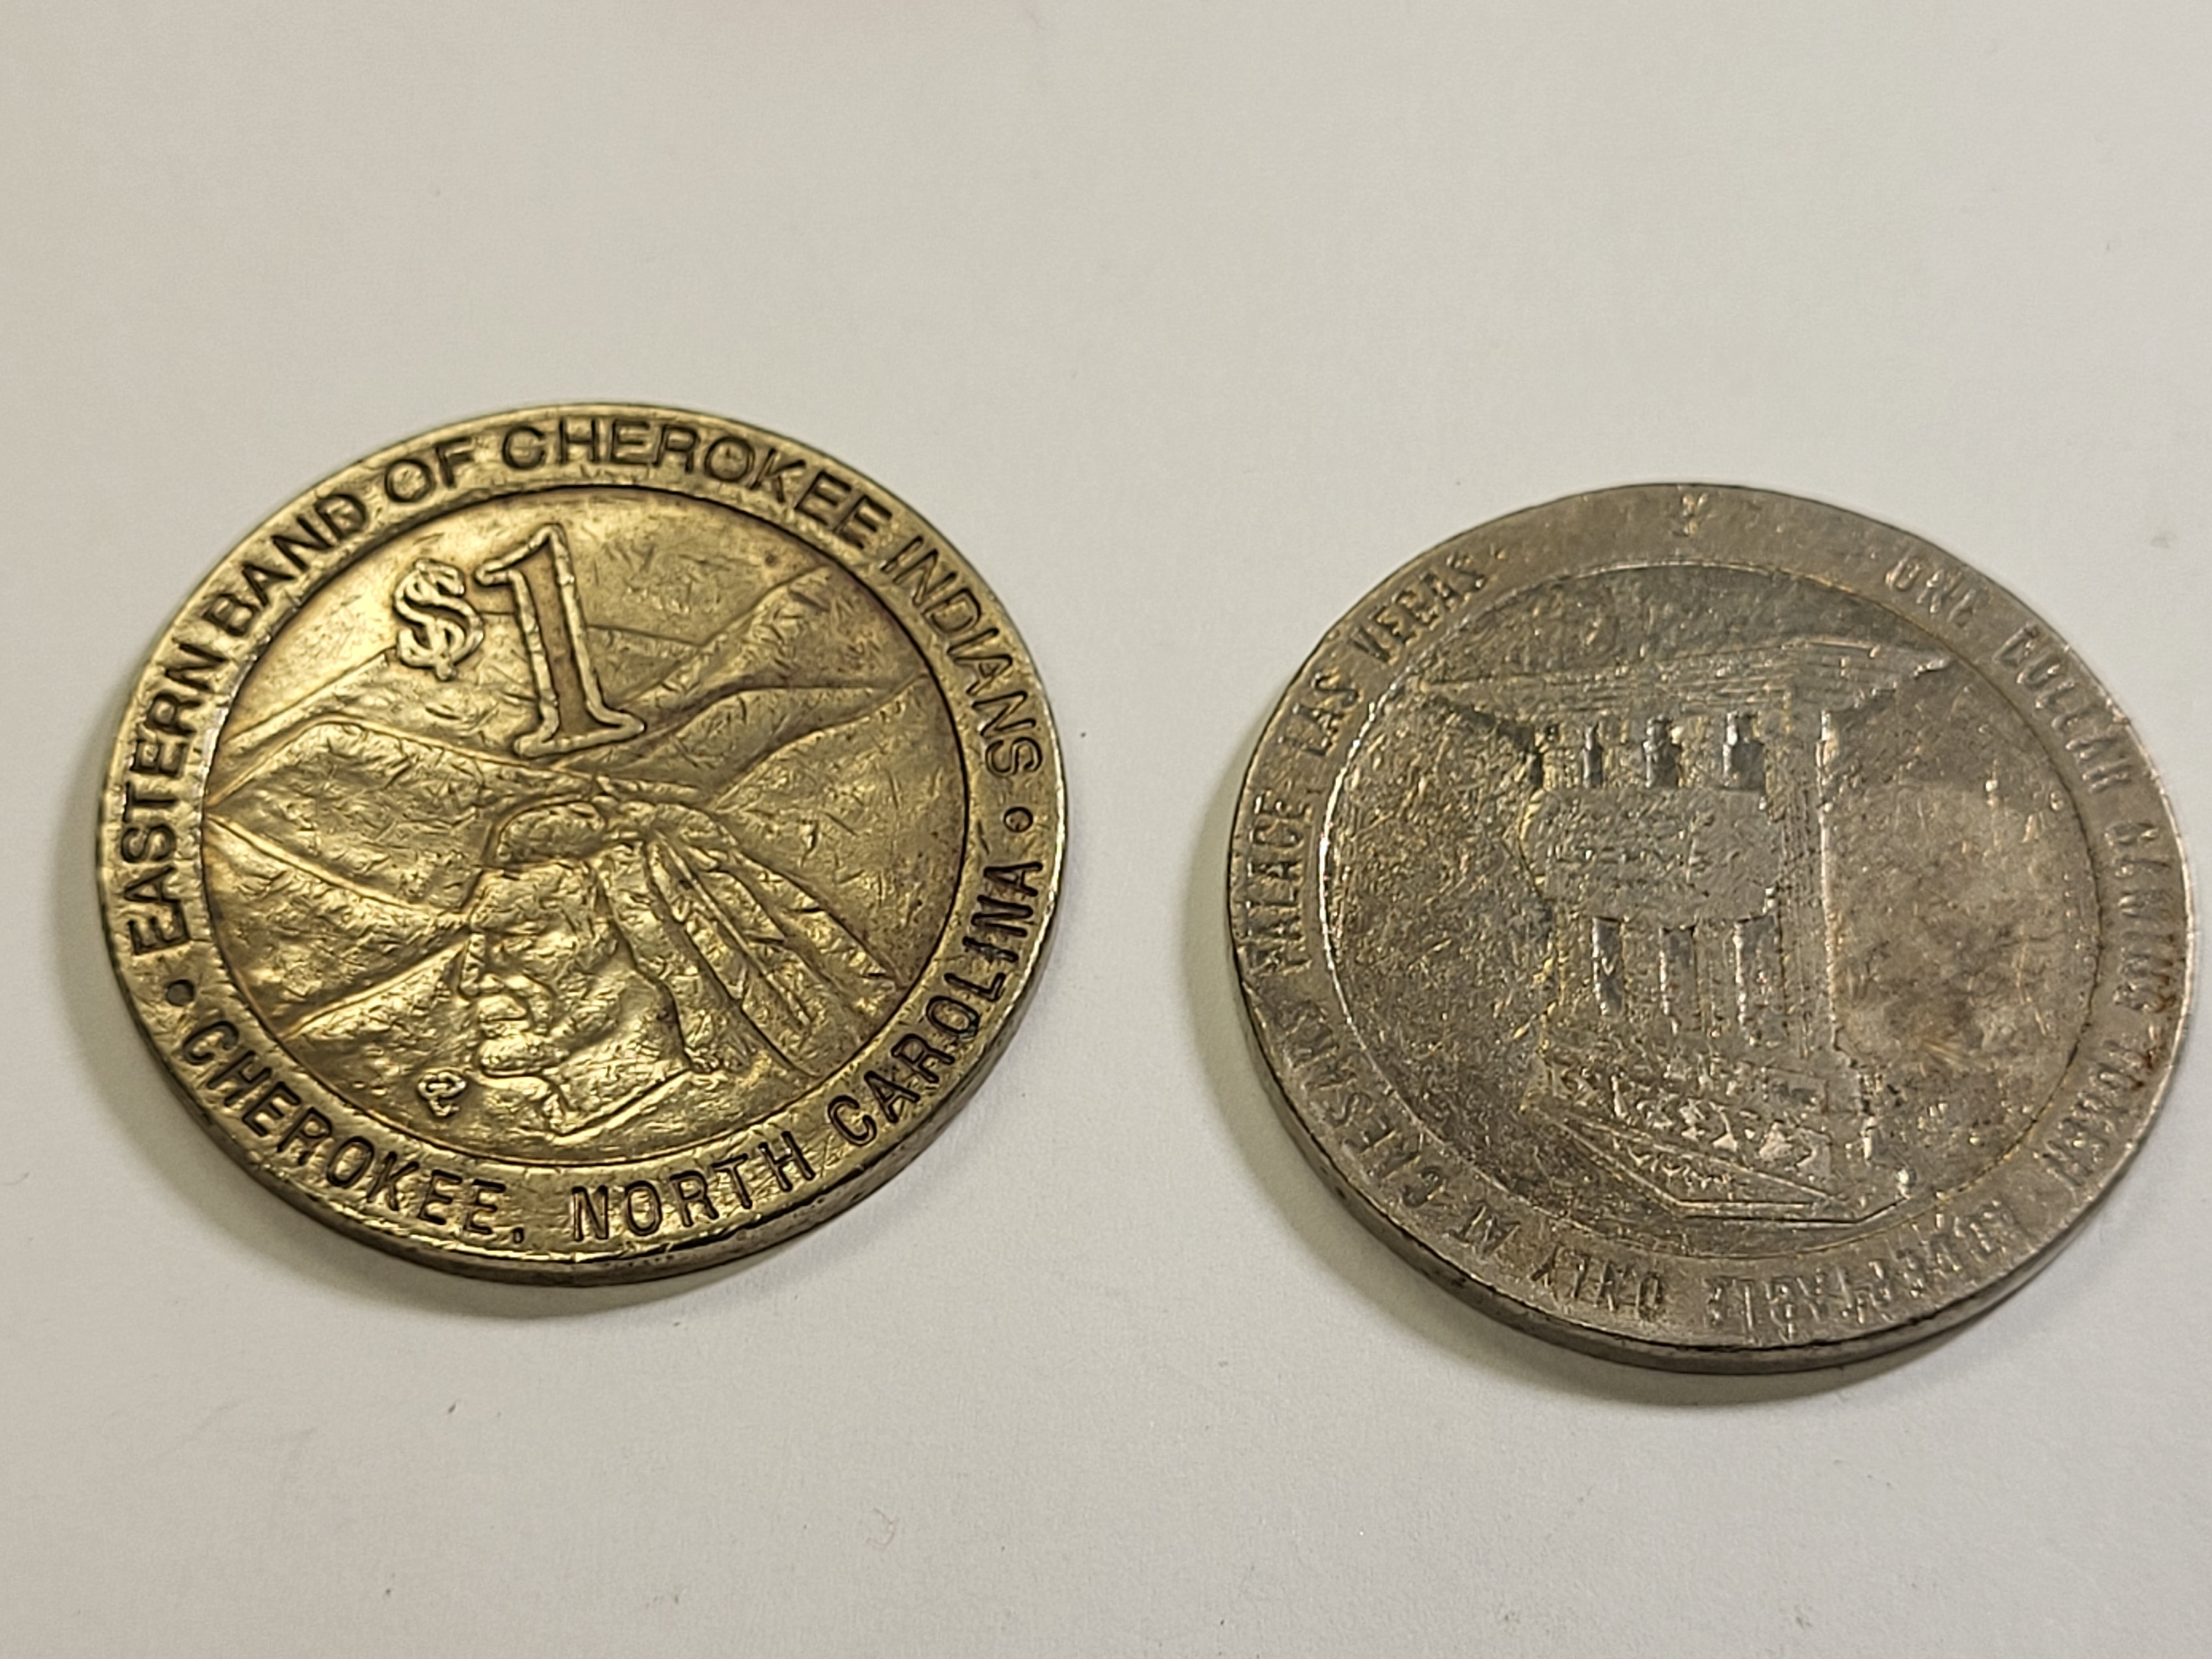 EASTERN BAND OF CHEROKEE INDIANS
$1
CHEROKEE, NORTH CAROLINA
ONE DOLLAR GAMING TOKEN
REDEEMABLE ONLY AT CAESARS PALACE LAS VEGAS